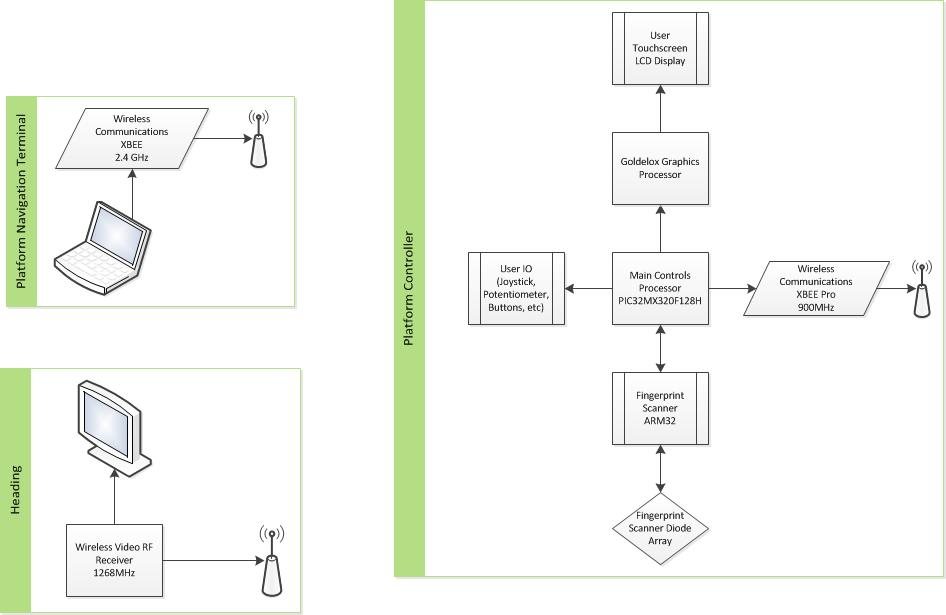 Platform Navigation Terminal
Wireless
Communications
XBEE
2.4 GHz
Heading
Wireless Video RF
Receiver
1268MHz
Platform Controller
User
Touchscreen
LCD Display
Goldelox Graphics
Processor
User IO
(Joystick,
Potentiometer,
Buttons, etc)
Main Controls
Processor
PIC32MX320F128H
Wireless
Communications
XBEE Pro
900MHz
Fingerprint
Scanner
ARM32
Fingerprint
Scanner Diode
Array